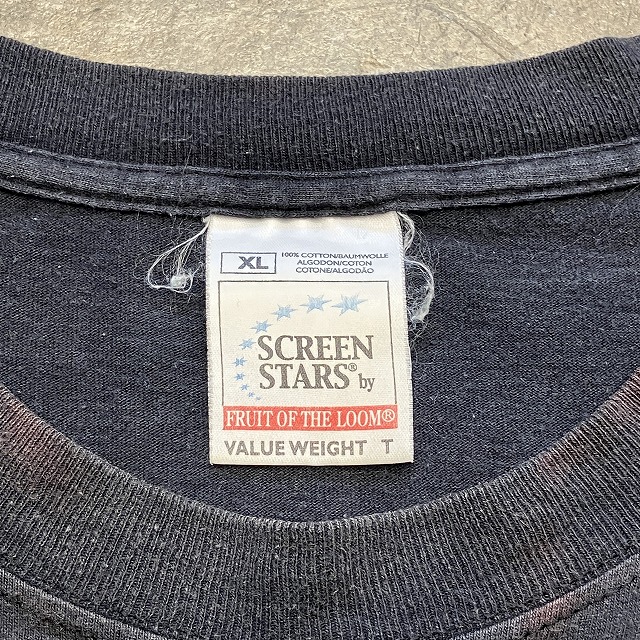 XL
100% COTTON/BAUMWOLLE
ALGODON/COTON
COTONE/ALGODÃO
SCREEN
STARS® by
FRUIT OF THE LOOM®
VALUE WEIGHT T